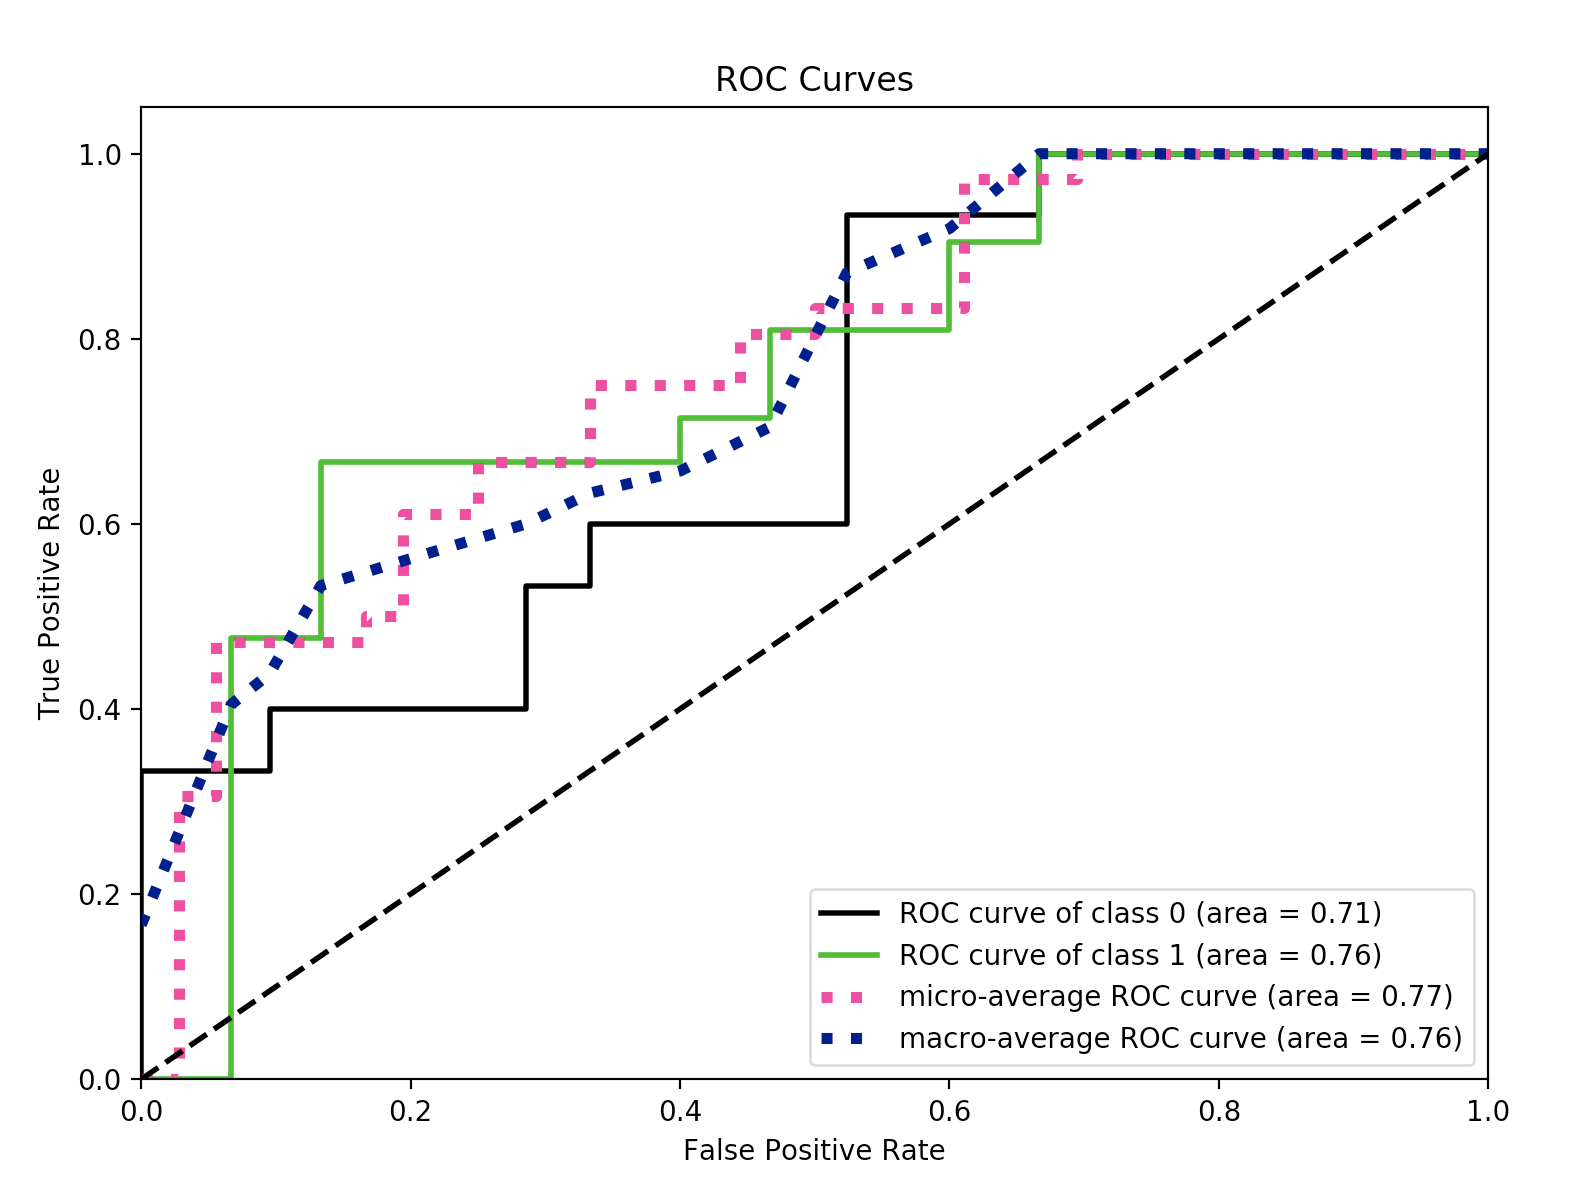 ROC Curves
1.0
0.8
0.6
0.4
0.2
0.0
True Positive Rate
ROC curve of class 0 (area = 0.71)
ROC curve of class 1 (area = 0.76)
micro-average ROC curve (area = 0.77)
macro-average ROC curve (area = 0.76)
0.0 0.2 0.4 0.6 0.8 1.0
False Positive Rate